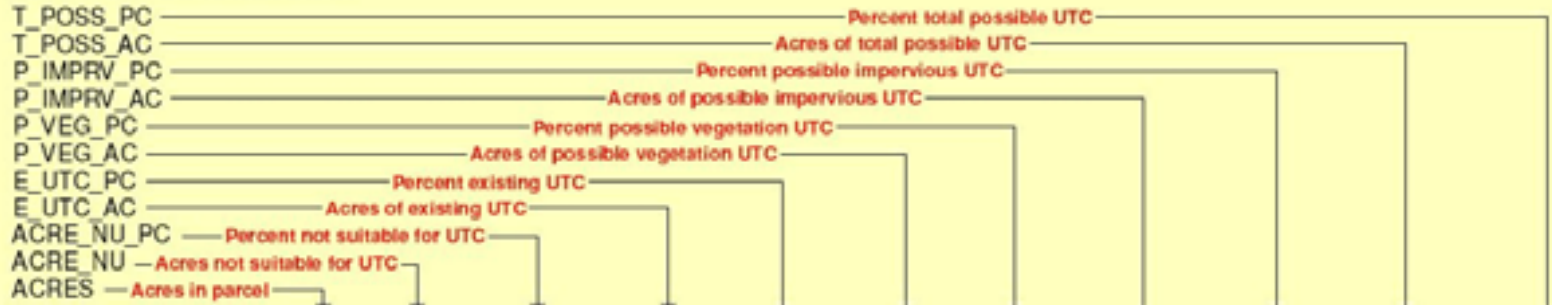 T_POSS_PC Percent total possible UTC
T_POSS_AC Acres of total possible UTC
P_IMPRV_PC Percent possible impervious UTC
P_IMPRV_AC Acres of possible impervious UTC
P_VEG_PC Percent possible vegetation UTC
P_VEG_AC Acres of possible vegetation UTC
E_UTC_PC Percent existing UTC
E_UTC_AC Acres of existing UTC
ACRE_NU_PC Percent not suitable for UTC
ACRE_NU Acres not suitable for UTC
ACRES Acres in parcel